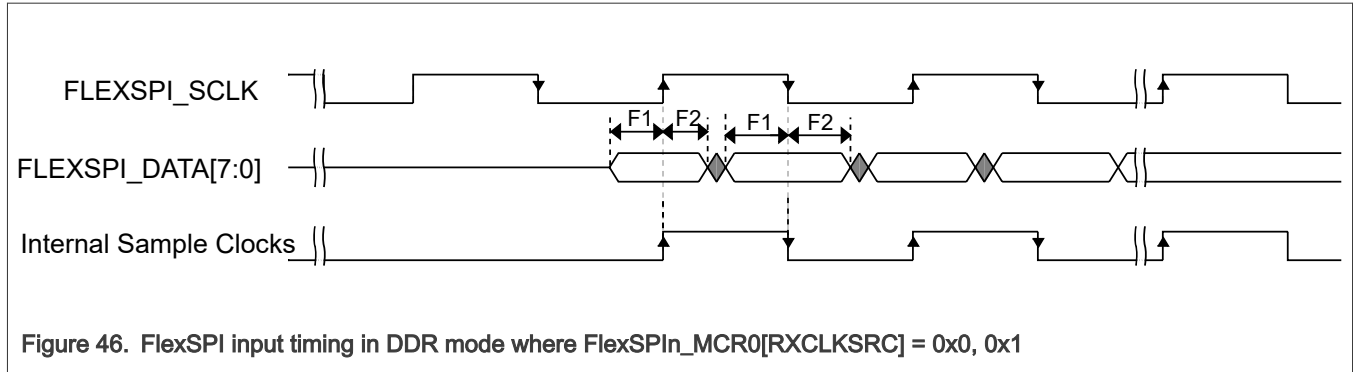 FLEXSPI_SCLK
F1 F2 F1 F2
FLEXSPI_DATA[7:0]
Internal Sample Clocks
Figure 46. FlexSPI input timing in DDR mode where FlexSPIn_MCR0[RXCLKSRC] = 0x0, 0x1